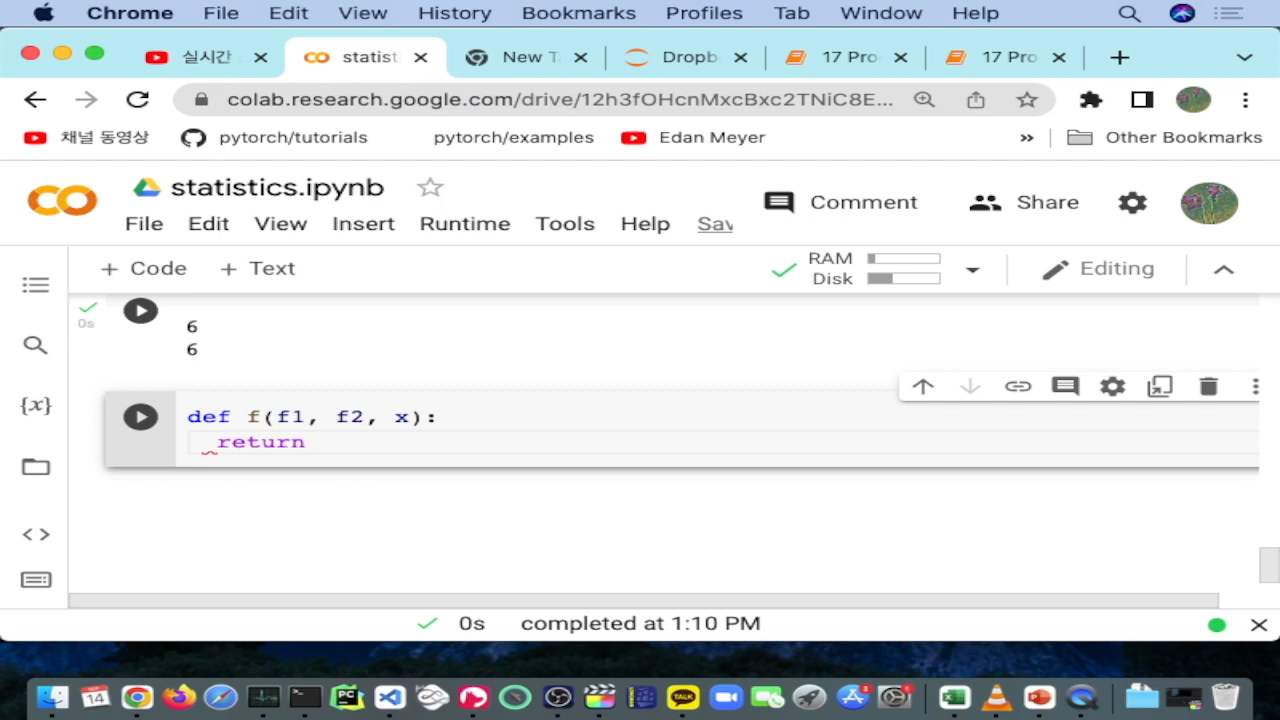 Chrome File Edit View History Bookmarks Profiles Tab Window Help
실시간 statist New T Dropb 17 Pro 17 Pro
colab.research.google.com/drive/12h3fOHcnMxcBxc2TNiC8E...
채널 동영상 pytorch/tutorials pytorch/examples Edan Meyer » Other Bookmarks
statistics.ipynb
Comment Share
File Edit View Insert Runtime Tools Help Sav
+ Code + Text
RAM
Disk
Editing
0s
6
6
{x}
def f(f1, f2, x):
return
<>
0s completed at 1:10 PM
SEP
14
PC
TALK